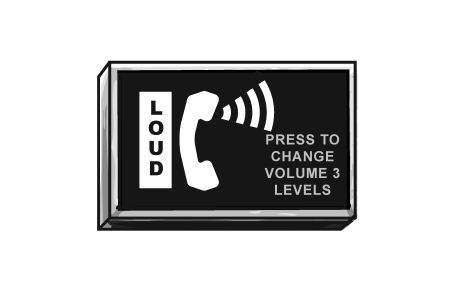 LOUD
PRESS TO
CHANGE
VOLUME 3
LEVELS